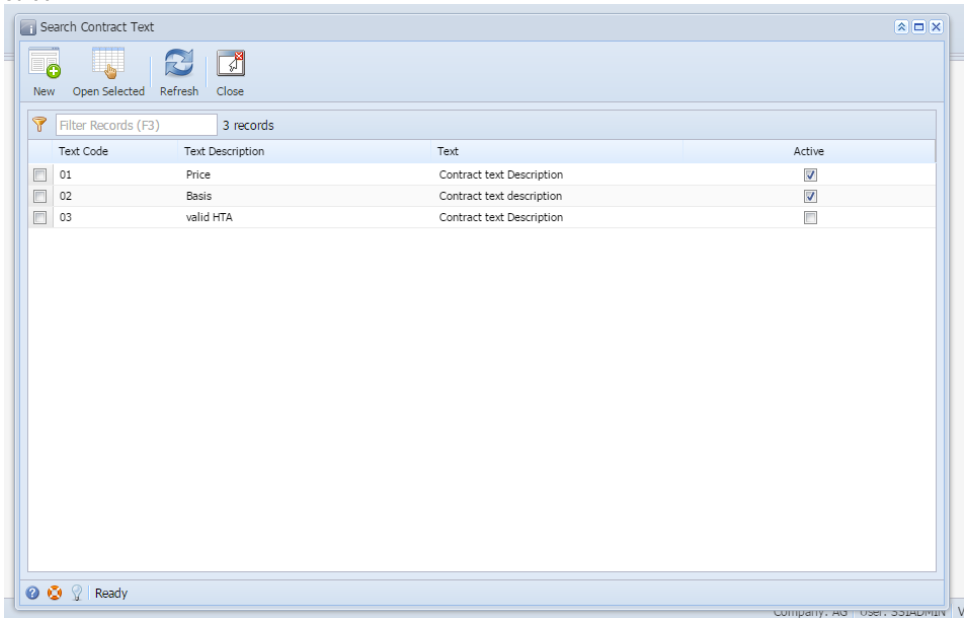 Search Contract Text
New Open Selected Refresh Close
Filter Records (F3) 3 records
Text Code Text Description Text Active
01 Price Contract text Description
02 Basis Contract text description
03 valid HTA Contract text Description
Ready
Company: AG User: SSIADMIN V